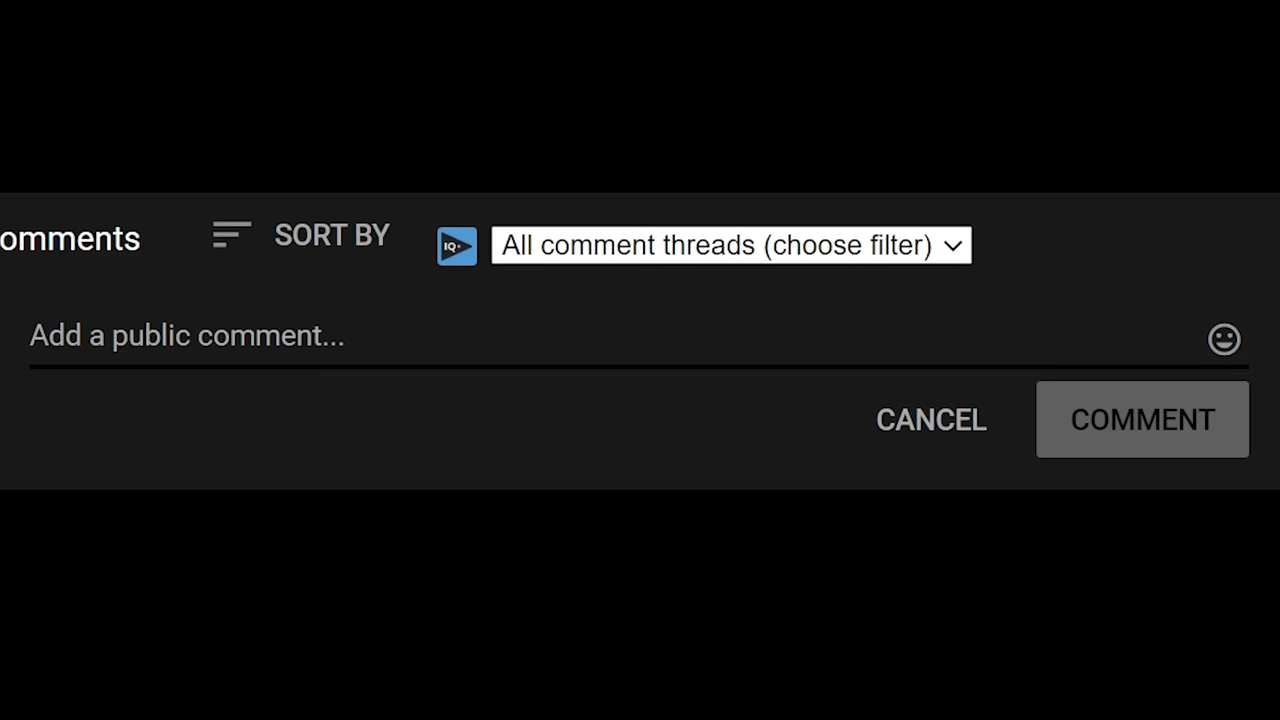 omments SORT BY IQ All comment threads (choose filter)
Add a public comment...
CANCEL COMMENT